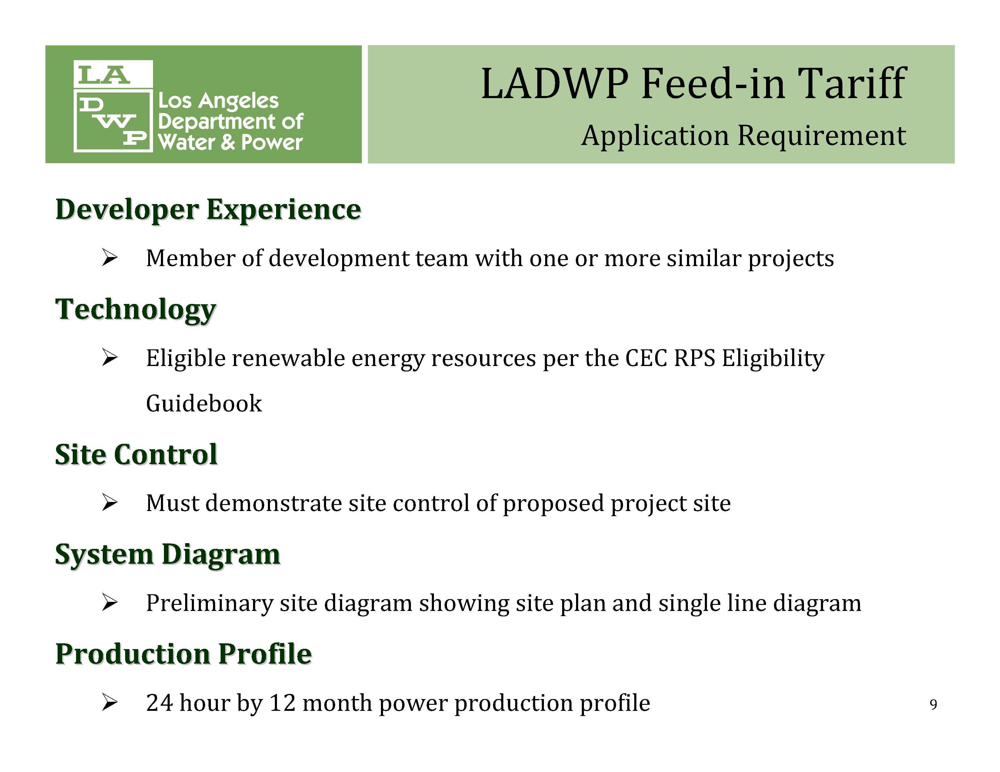 LA
DWP
Los Angeles
Department of
Water & Power
LADWP Feed-in Tariff
Application Requirement
Developer Experience
➢ Member of development team with one or more similar projects
Technology
➢ Eligible renewable energy resources per the CEC RPS Eligibility
Guidebook
Site Control
➢ Must demonstrate site control of proposed project site
System Diagram
➢ Preliminary site diagram showing site plan and single line diagram
Production Profile
➢ 24 hour by 12 month power production profile
9